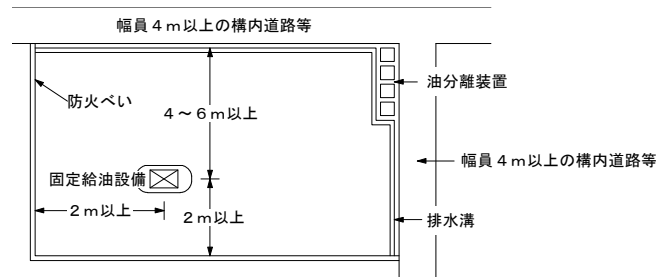 幅員４ｍ以上の構内道路等
油分離装置
防火べい
４～６ｍ以上
幅員４ｍ以上の構内道路等
固定給油設備
２ｍ以上
２ｍ以上
排水溝